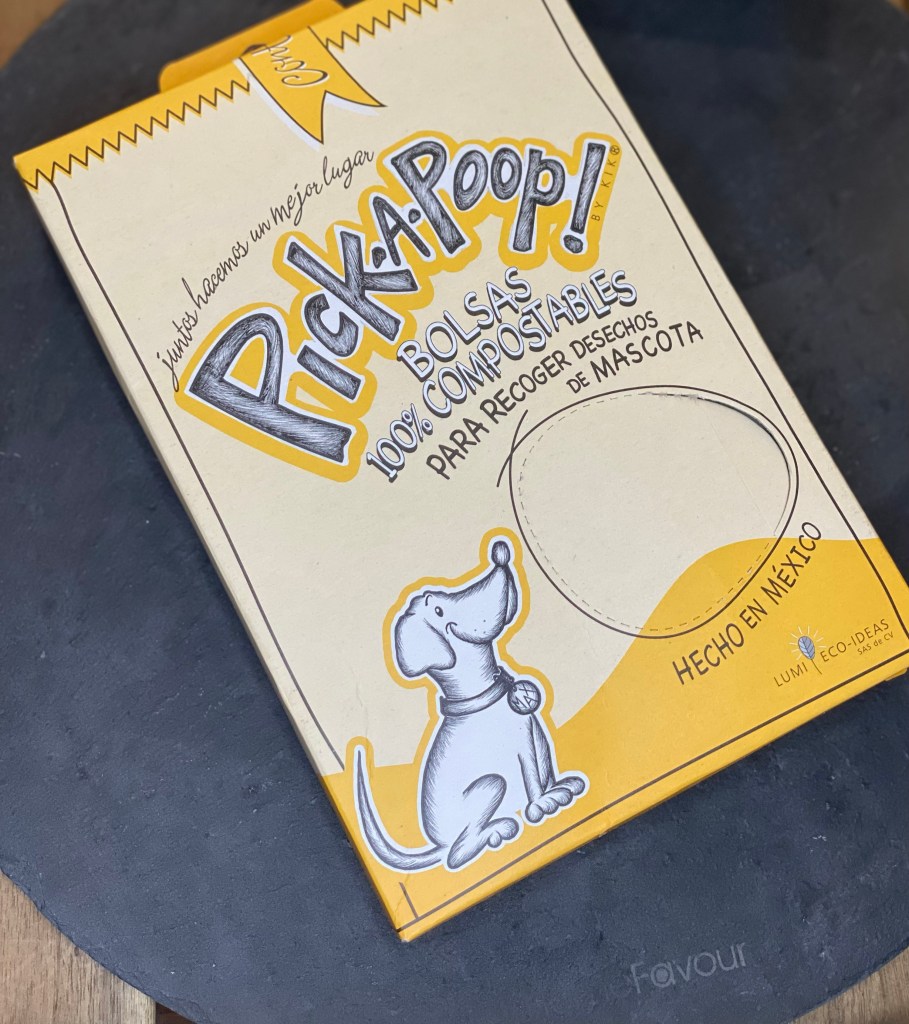 juntos hacemos un mejor lugar
PICK·A·POOP!
BY KIK®
BOLSAS
100% COMPOSTABLES
PARA RECOGER DESECHOS
DE MASCOTA
HECHO EN MÉXICO
LUMI ECO-IDEAS
SAS de CV
Favour